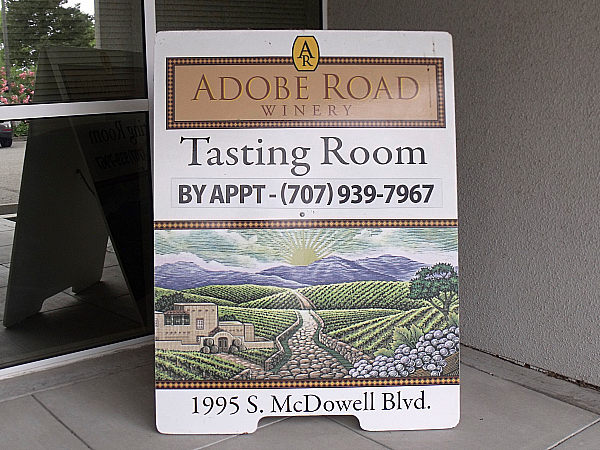 AR
ADOBE ROAD
WINERY
Tasting Room
BY APPT - (707) 939-7967
1995 S. McDowell Blvd.